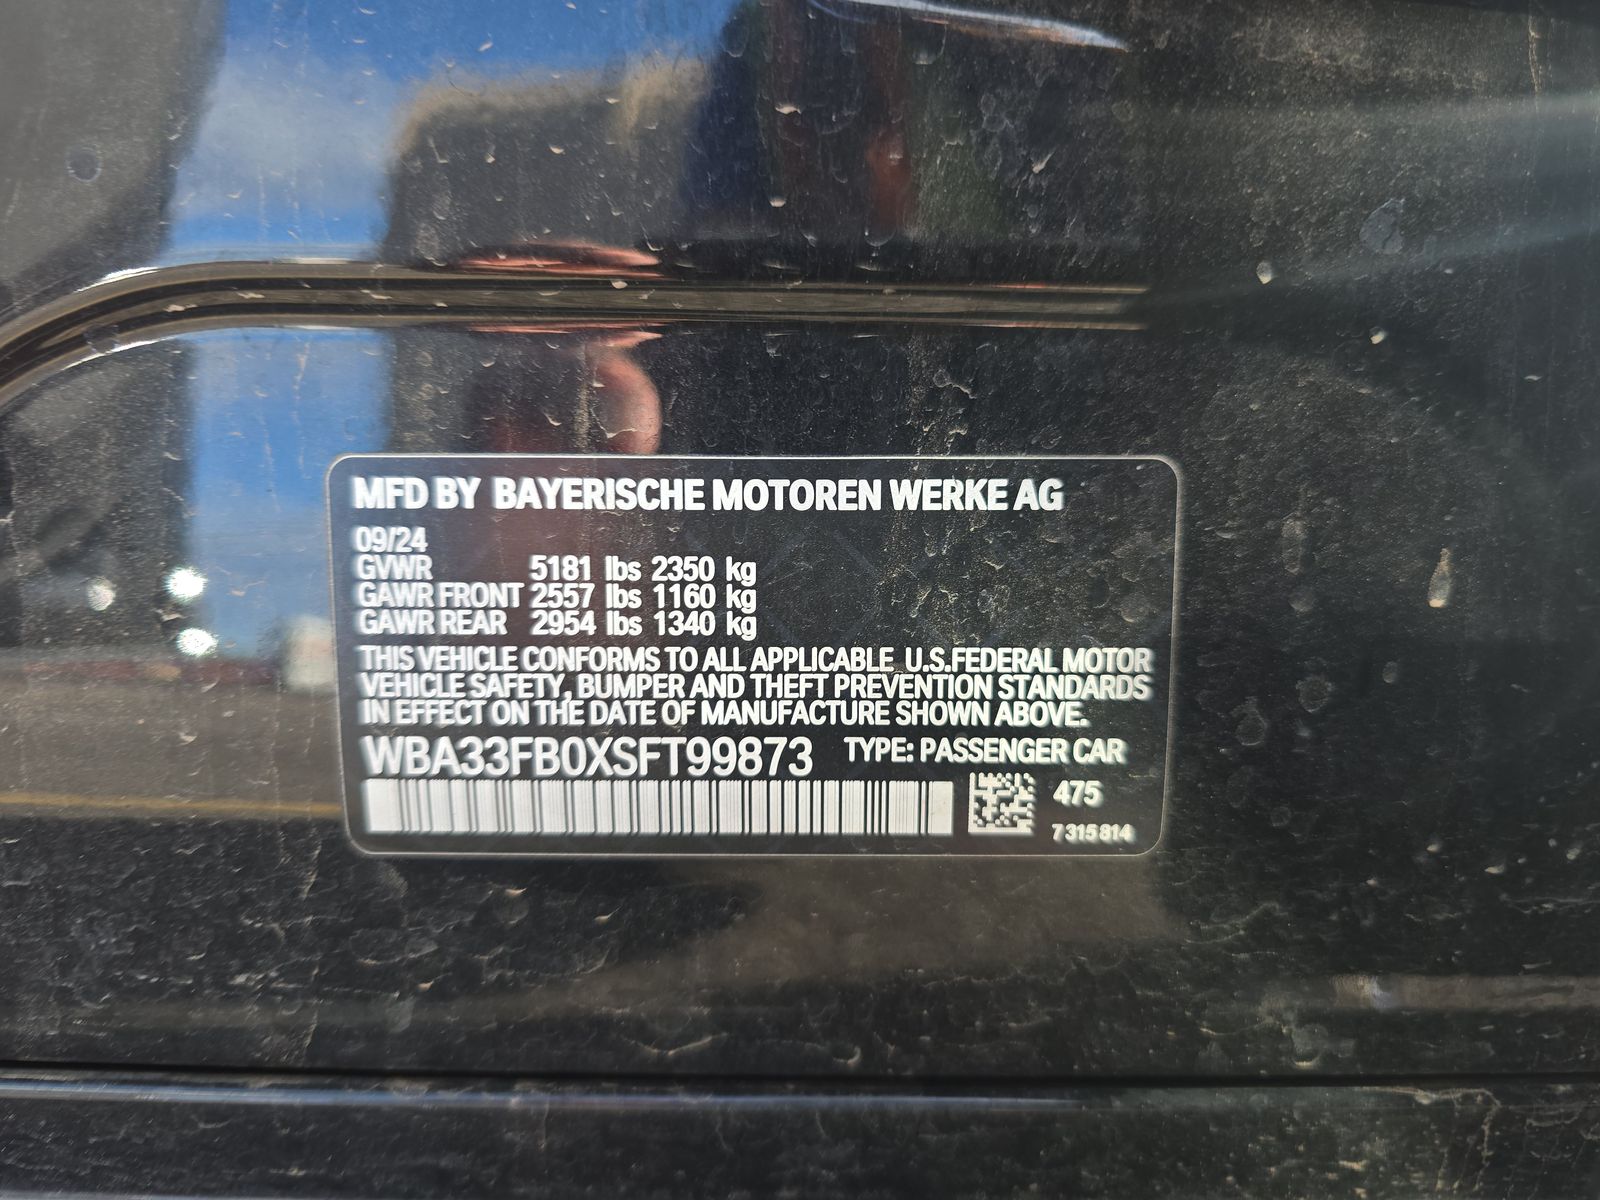 MFD BY BAYERISCHE MOTOREN WERKE AG
09/24
GVWR 5181 lbs 2350 kg
GAWR FRONT 2557 lbs 1160 kg
GAWR REAR 2954 lbs 1340 kg
THIS VEHICLE CONFORMS TO ALL APPLICABLE U.S.FEDERAL MOTOR
VEHICLE SAFETY, BUMPER AND THEFT PREVENTION STANDARDS
IN EFFECT ON THE DATE OF MANUFACTURE SHOWN ABOVE.
WBA33FB0XSFT99873 TYPE: PASSENGER CAR
475
7 315 814